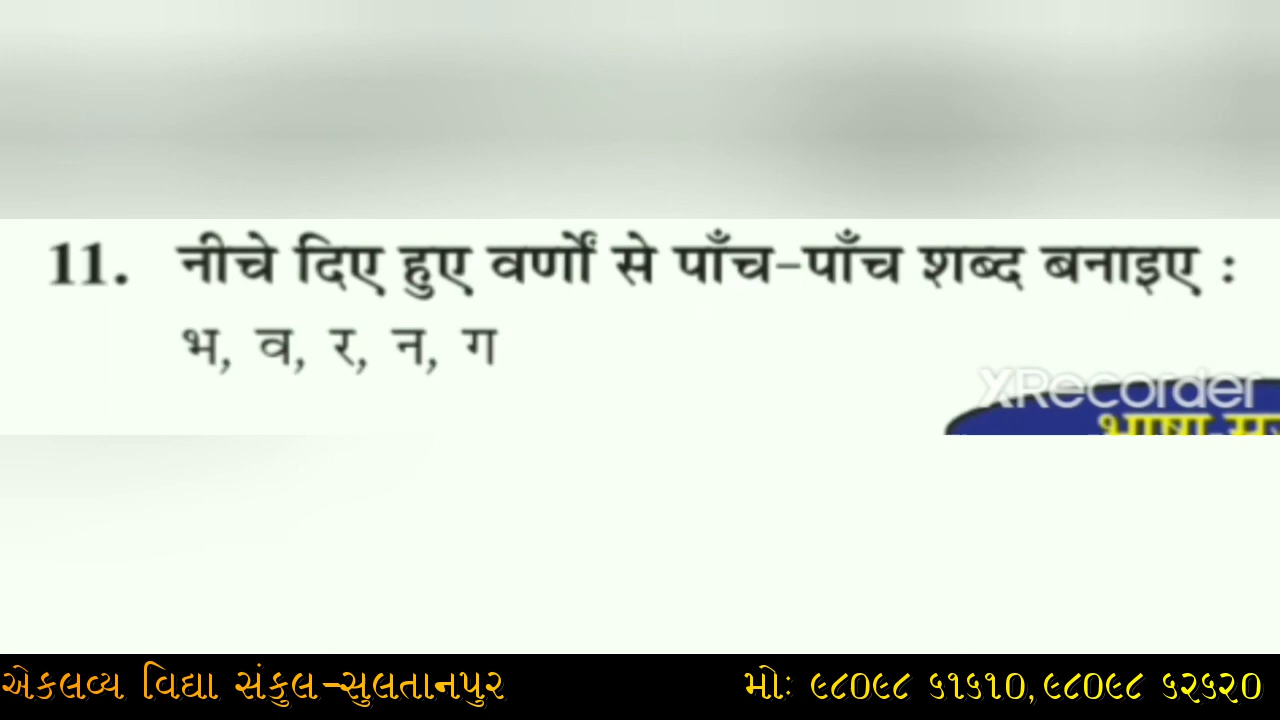 11. नीचे दिए हुए वर्णों से पाँच-पाँच शब्द बनाइए :
भ, व, र, न, ग
XRecorder
એકલવ્ય વિદ્યા સંકુલ-સુલતાનપુર
મોઃ ૯૮૦૯૮ ૬૧૬૧૦, ૯૮૦૯૮ ૬૨૬૨૦